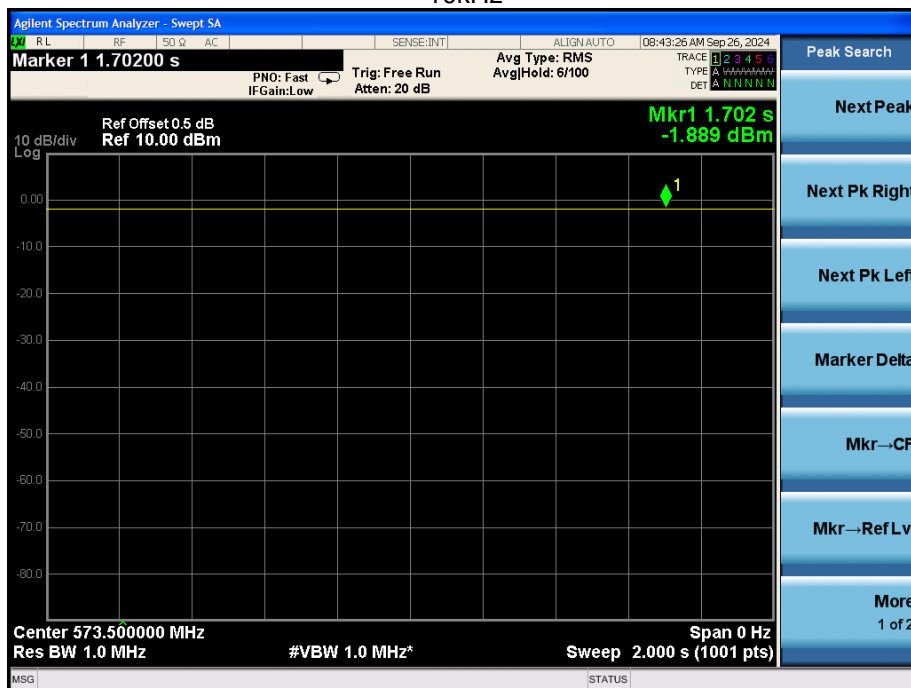 Agilent Spectrum Analyzer - Swept SA
LXI RL RF 50 Ω AC SENSE:INT ALIGN AUTO 08:43:26 AM Sep 26, 2024
Marker 1 1.70200 s
PNO: Fast
IFGain:Low
Trig: Free Run
Atten: 20 dB
Avg Type: RMS
Avg|Hold: 6/100
TRACE 1 2 3 4 5 6
TYPE A WWWWW
DET A N N N N N
Peak Search
Next Peak
Next Pk Right
Next Pk Left
Marker Delta
Mkr→CF
Mkr→Ref Lv
More
1 of 2
Mkr1 1.702 s
-1.889 dBm
Ref Offset 0.5 dB
10 dB/div Ref 10.00 dBm
Log
1
0.00
-10.0
-20.0
-30.0
-40.0
-50.0
-60.0
-70.0
-80.0
Center 573.500000 MHz Span 0 Hz
Res BW 1.0 MHz #VBW 1.0 MHz* Sweep 2.000 s (1001 pts)
MSG STATUS